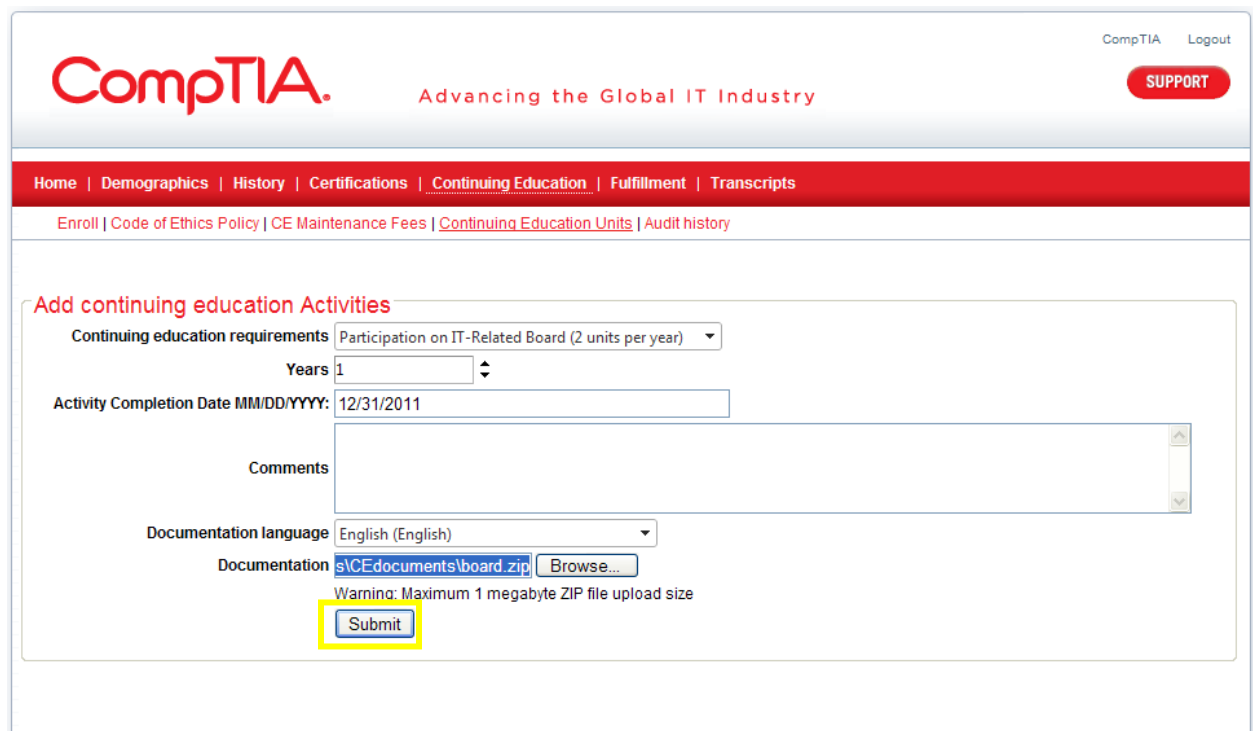 CompTIA Logout
CompTIA.
Advancing the Global IT Industry
SUPPORT
Home | Demographics | History | Certifications | Continuing Education | Fulfillment | Transcripts
Enroll | Code of Ethics Policy | CE Maintenance Fees | Continuing Education Units | Audit history
Add continuing education Activities
Continuing education requirements Participation on IT-Related Board (2 units per year)
Years 1
Activity Completion Date MM/DD/YYYY: 12/31/2011
Comments
Documentation language English (English)
Documentation s\CEdocuments\board.zip Browse...
Warning: Maximum 1 megabyte ZIP file upload size
Submit